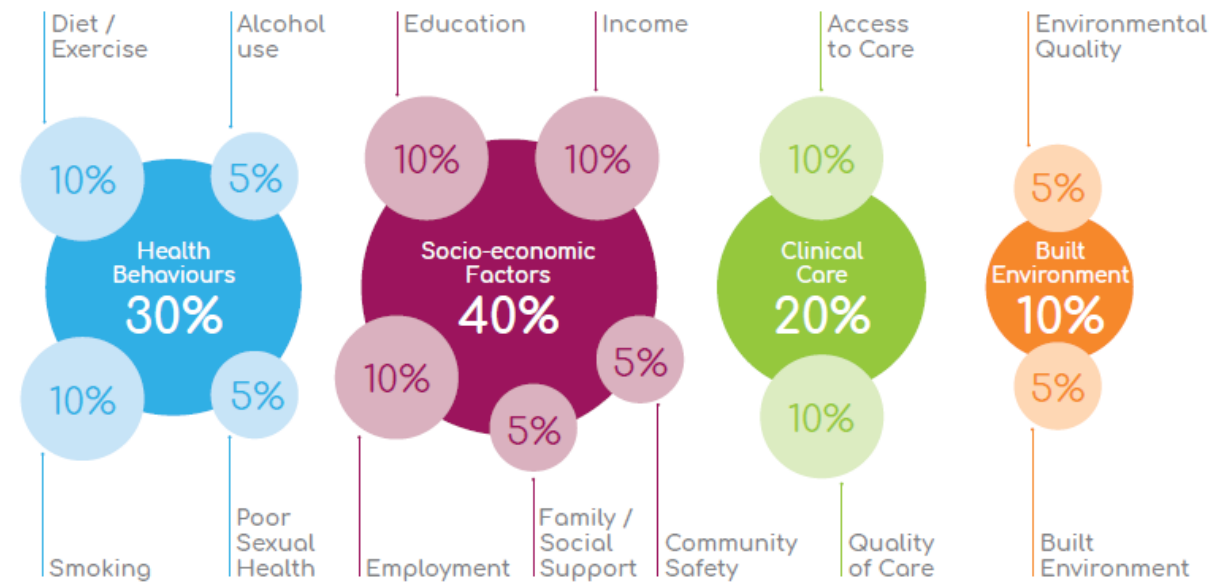 Diet /
Exercise
Alcohol
use
Education
Income
Access
to Care
Environmental
Quality
10%
5%
10%
10%
10%
5%
Health
Behaviours
30%
Socio-economic
Factors
40%
Clinical
Care
20%
Built
Environment
10%
10%
5%
10%
5%
5%
10%
5%
Smoking
Poor
Sexual
Health
Employment
Family /
Social
Support
Community
Safety
Quality
of Care
Built
Environment